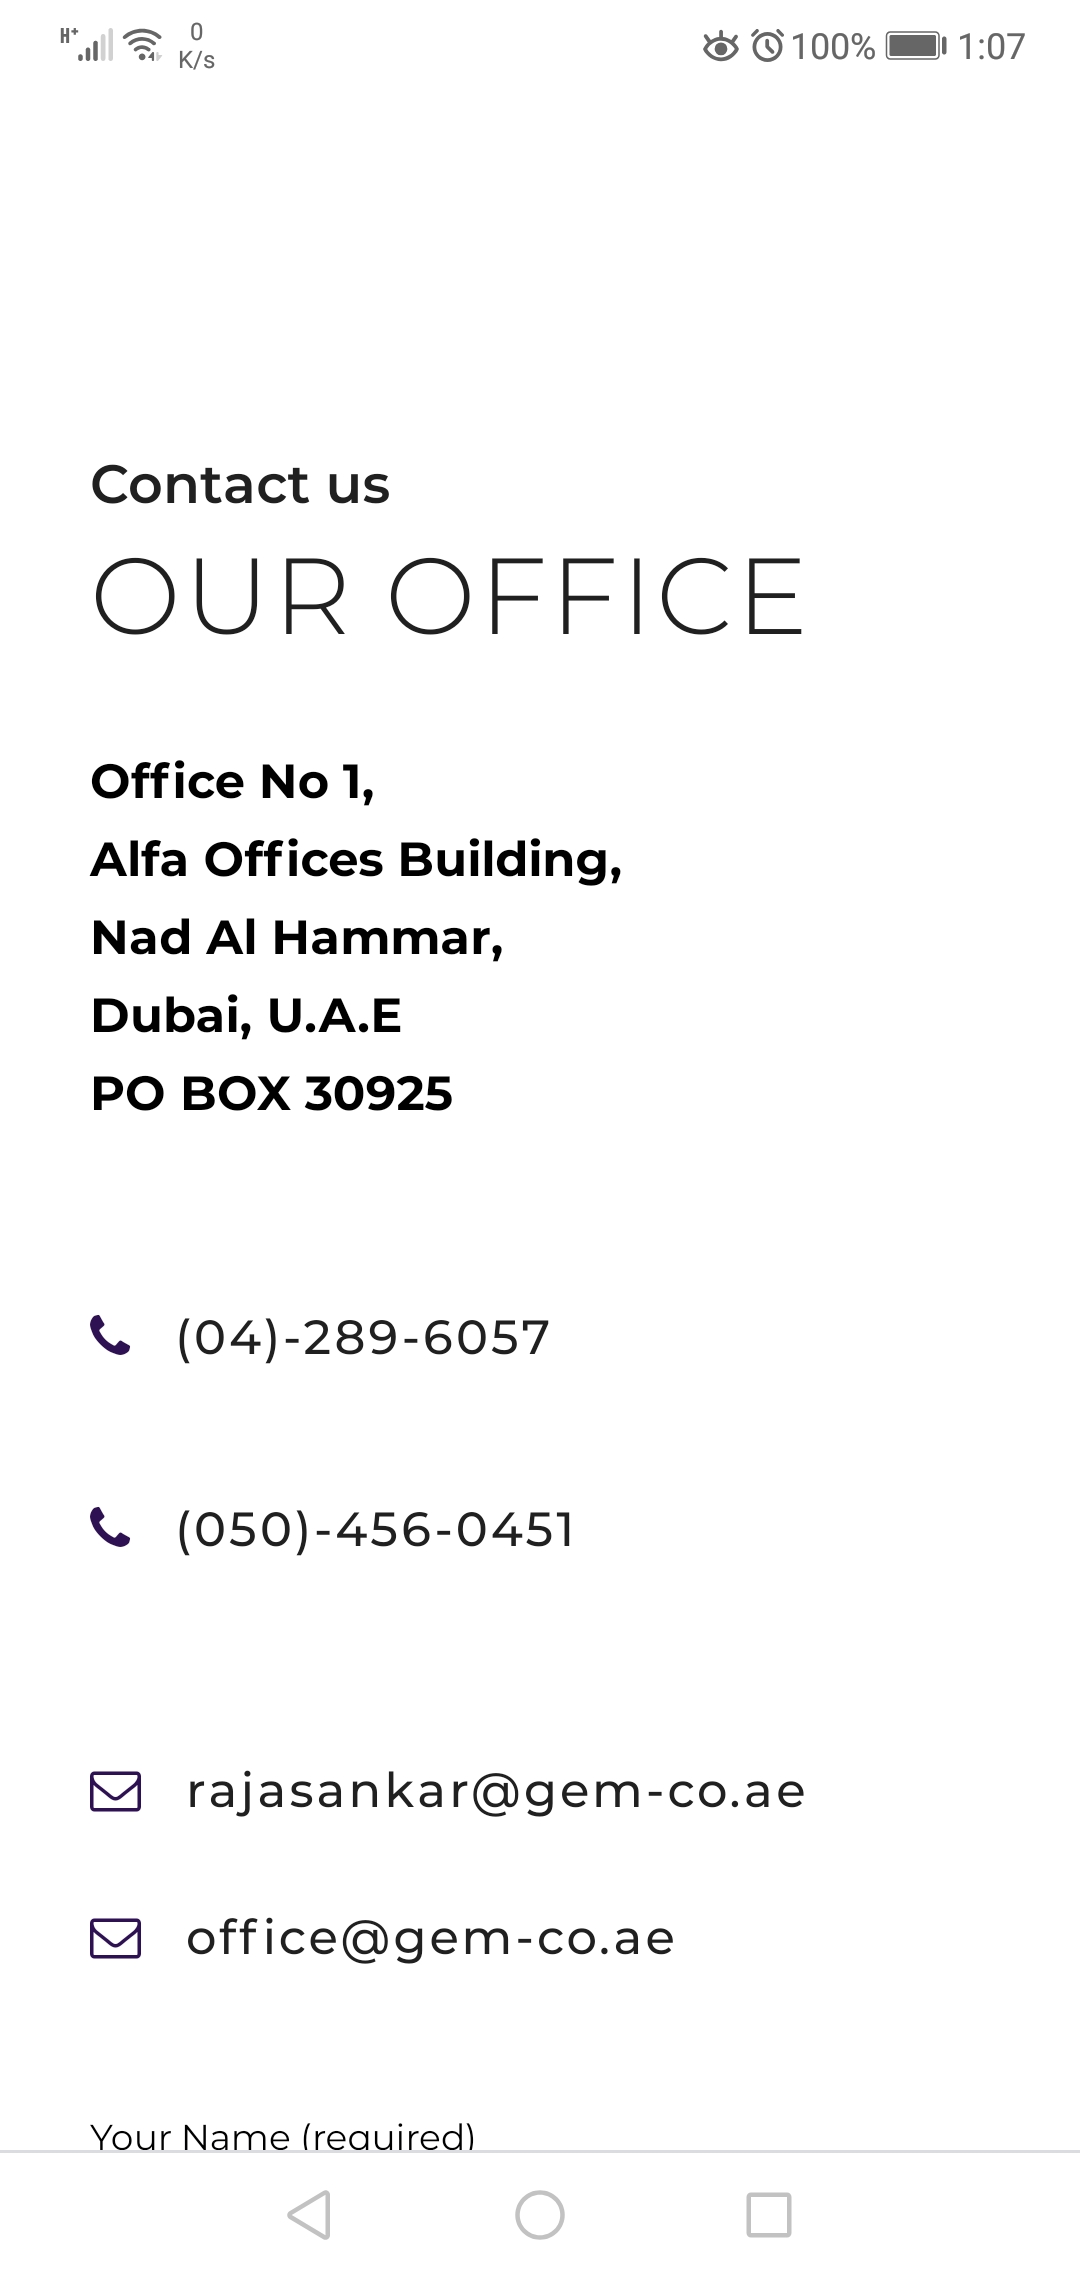 H+ 0 K/s 100% 1:07
Contact us
OUR OFFICE
Office No 1,
Alfa Offices Building,
Nad Al Hammar,
Dubai, U.A.E
PO BOX 30925
(04)-289-6057
(050)-456-0451
rajasankar@gem-co.ae
office@gem-co.ae
Your Name (required)